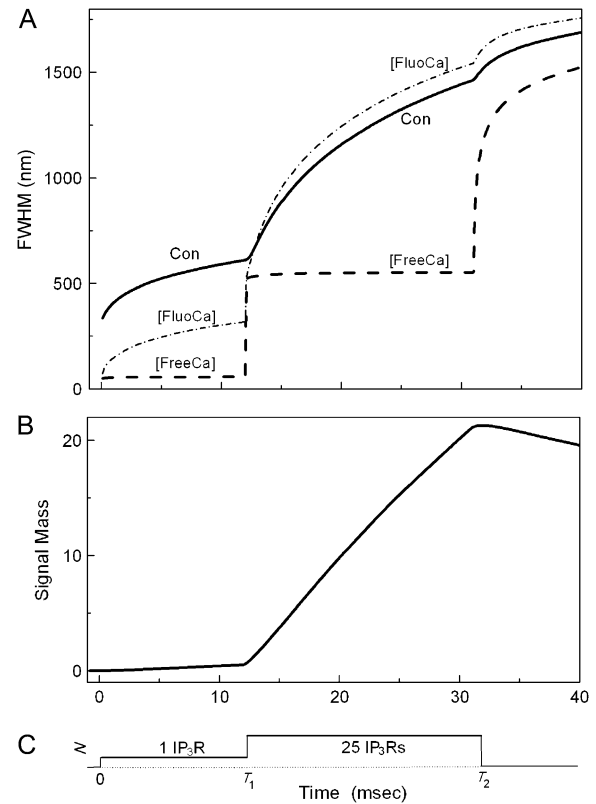 A
1500
1000
500
0
FWHM (nm)
[FluoCa]
Con
Con
[FluoCa]
[FreeCa]
[FreeCa]
B
20
10
0
Signal Mass
0
10
20
30
40
C
N
1 IP₃R
25 IP₃Rs
0
T₁
T₂
Time (msec)